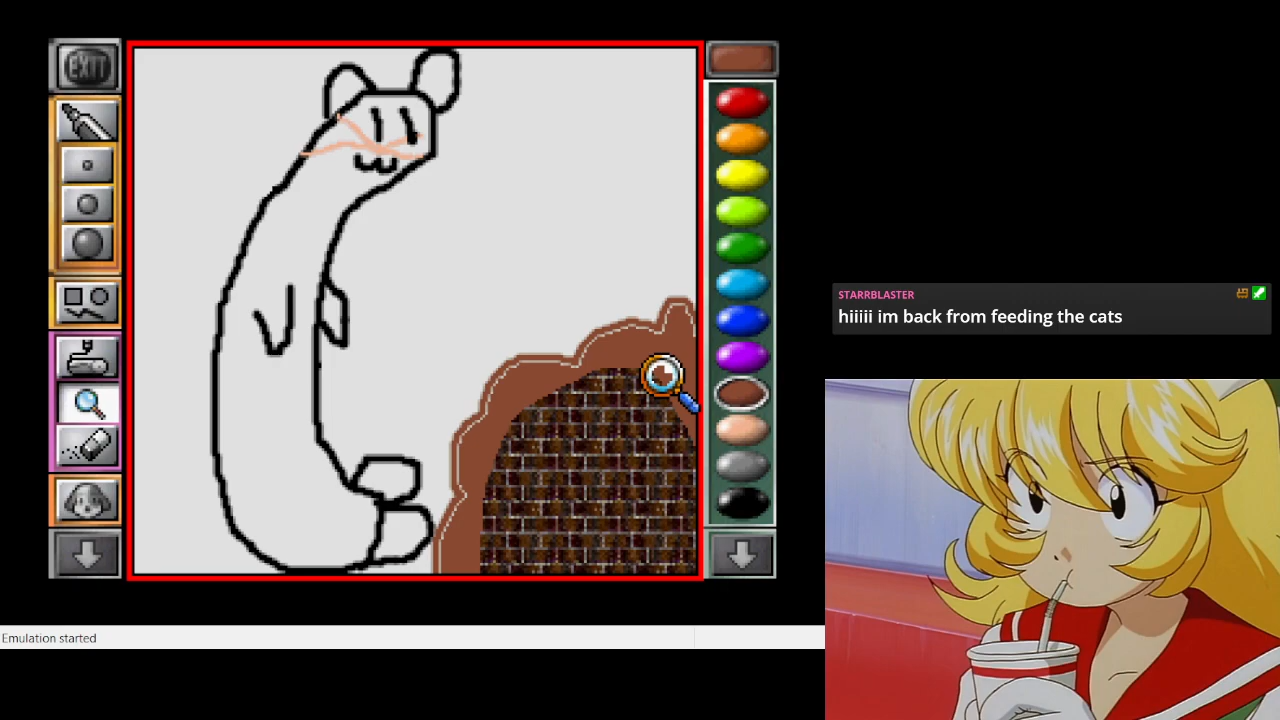 EXIT
STARRBLASTER
hiiiii im back from feeding the cats
Emulation started